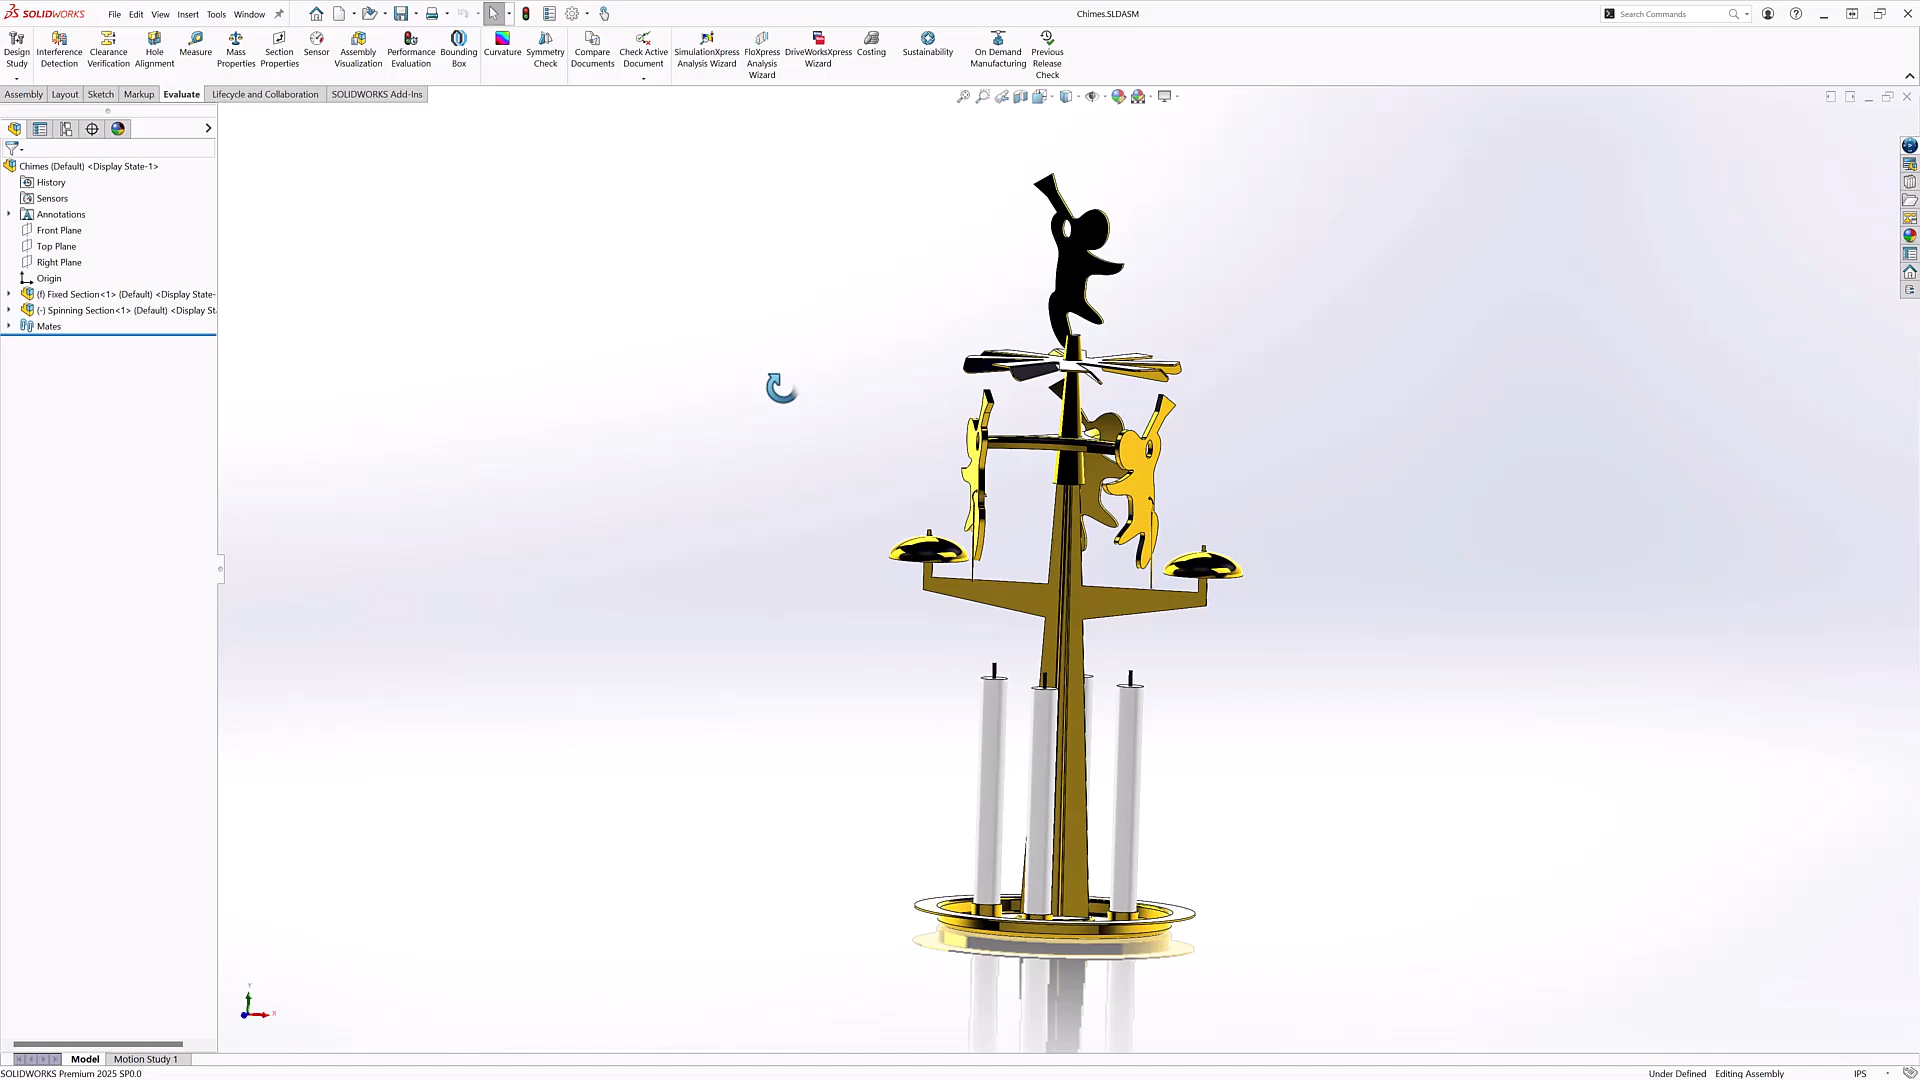 SOLIDWORKS File Edit View Insert Tools Window Chimes.SLDASM Search Commands
Design Study
Interference Detection
Clearance Verification
Hole Alignment
Measure
Mass Properties
Section Properties
Sensor
Assembly Visualization
Performance Evaluation
Bounding Box
Curvature
Symmetry Check
Compare Documents
Check Active Document
SimulationXpress Analysis Wizard
FloXpress Analysis Wizard
DriveWorksXpress Wizard
Costing
Sustainability
On Demand Manufacturing
Previous Release Check
Assembly Layout Sketch Markup Evaluate Lifecycle and Collaboration SOLIDWORKS Add-Ins
Chimes (Default) <Display State-1>
History
Sensors
Annotations
Front Plane
Top Plane
Right Plane
Origin
(f) Fixed Section<1> (Default) <Display State-
(-) Spinning Section<1> (Default) <Display St
Mates
Y
X
Model Motion Study 1
SOLIDWORKS Premium 2025 SP0.0 Under Defined Editing Assembly IPS